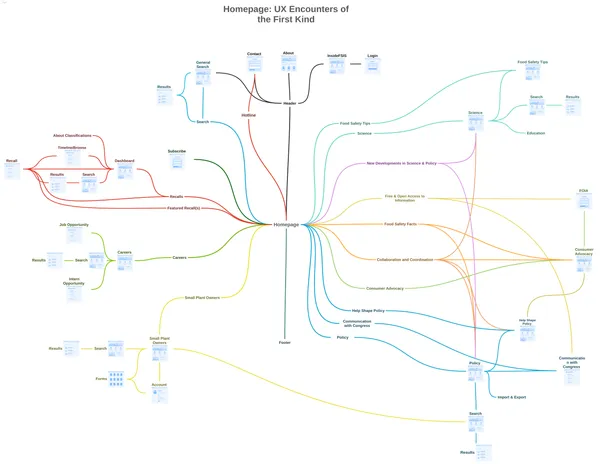 Homepage: UX Encounters of
the First Kind
Contact
About
InsideFSIS
Login
General
Search
Results
Search
Hotline
Header
Food Safety Tips
Search
Results
Science
Education
Food Safety Tips
Science
About Classifications
Timeline/Browse
Recall
Results
Search
Dashboard
Subscribe
New Developments in Science & Policy
Recalls
Featured Recall(s)
Free & Open Access to
Information
Job Opportunity
Homepage
Food Safety Facts
Results
Search
Careers
Careers
Collaboration and Coordination
Consumer
Advocacy
Intern
Opportunity
Consumer Advocacy
Small Plant Owners
Help Shape Policy
Communication
with Congress
Policy
Help Shape
Policy
Footer
Small Plant
Owners
Results
Search
Forms
Account
Policy
Communicatio
n with
Congress
Import & Export
Search
Results